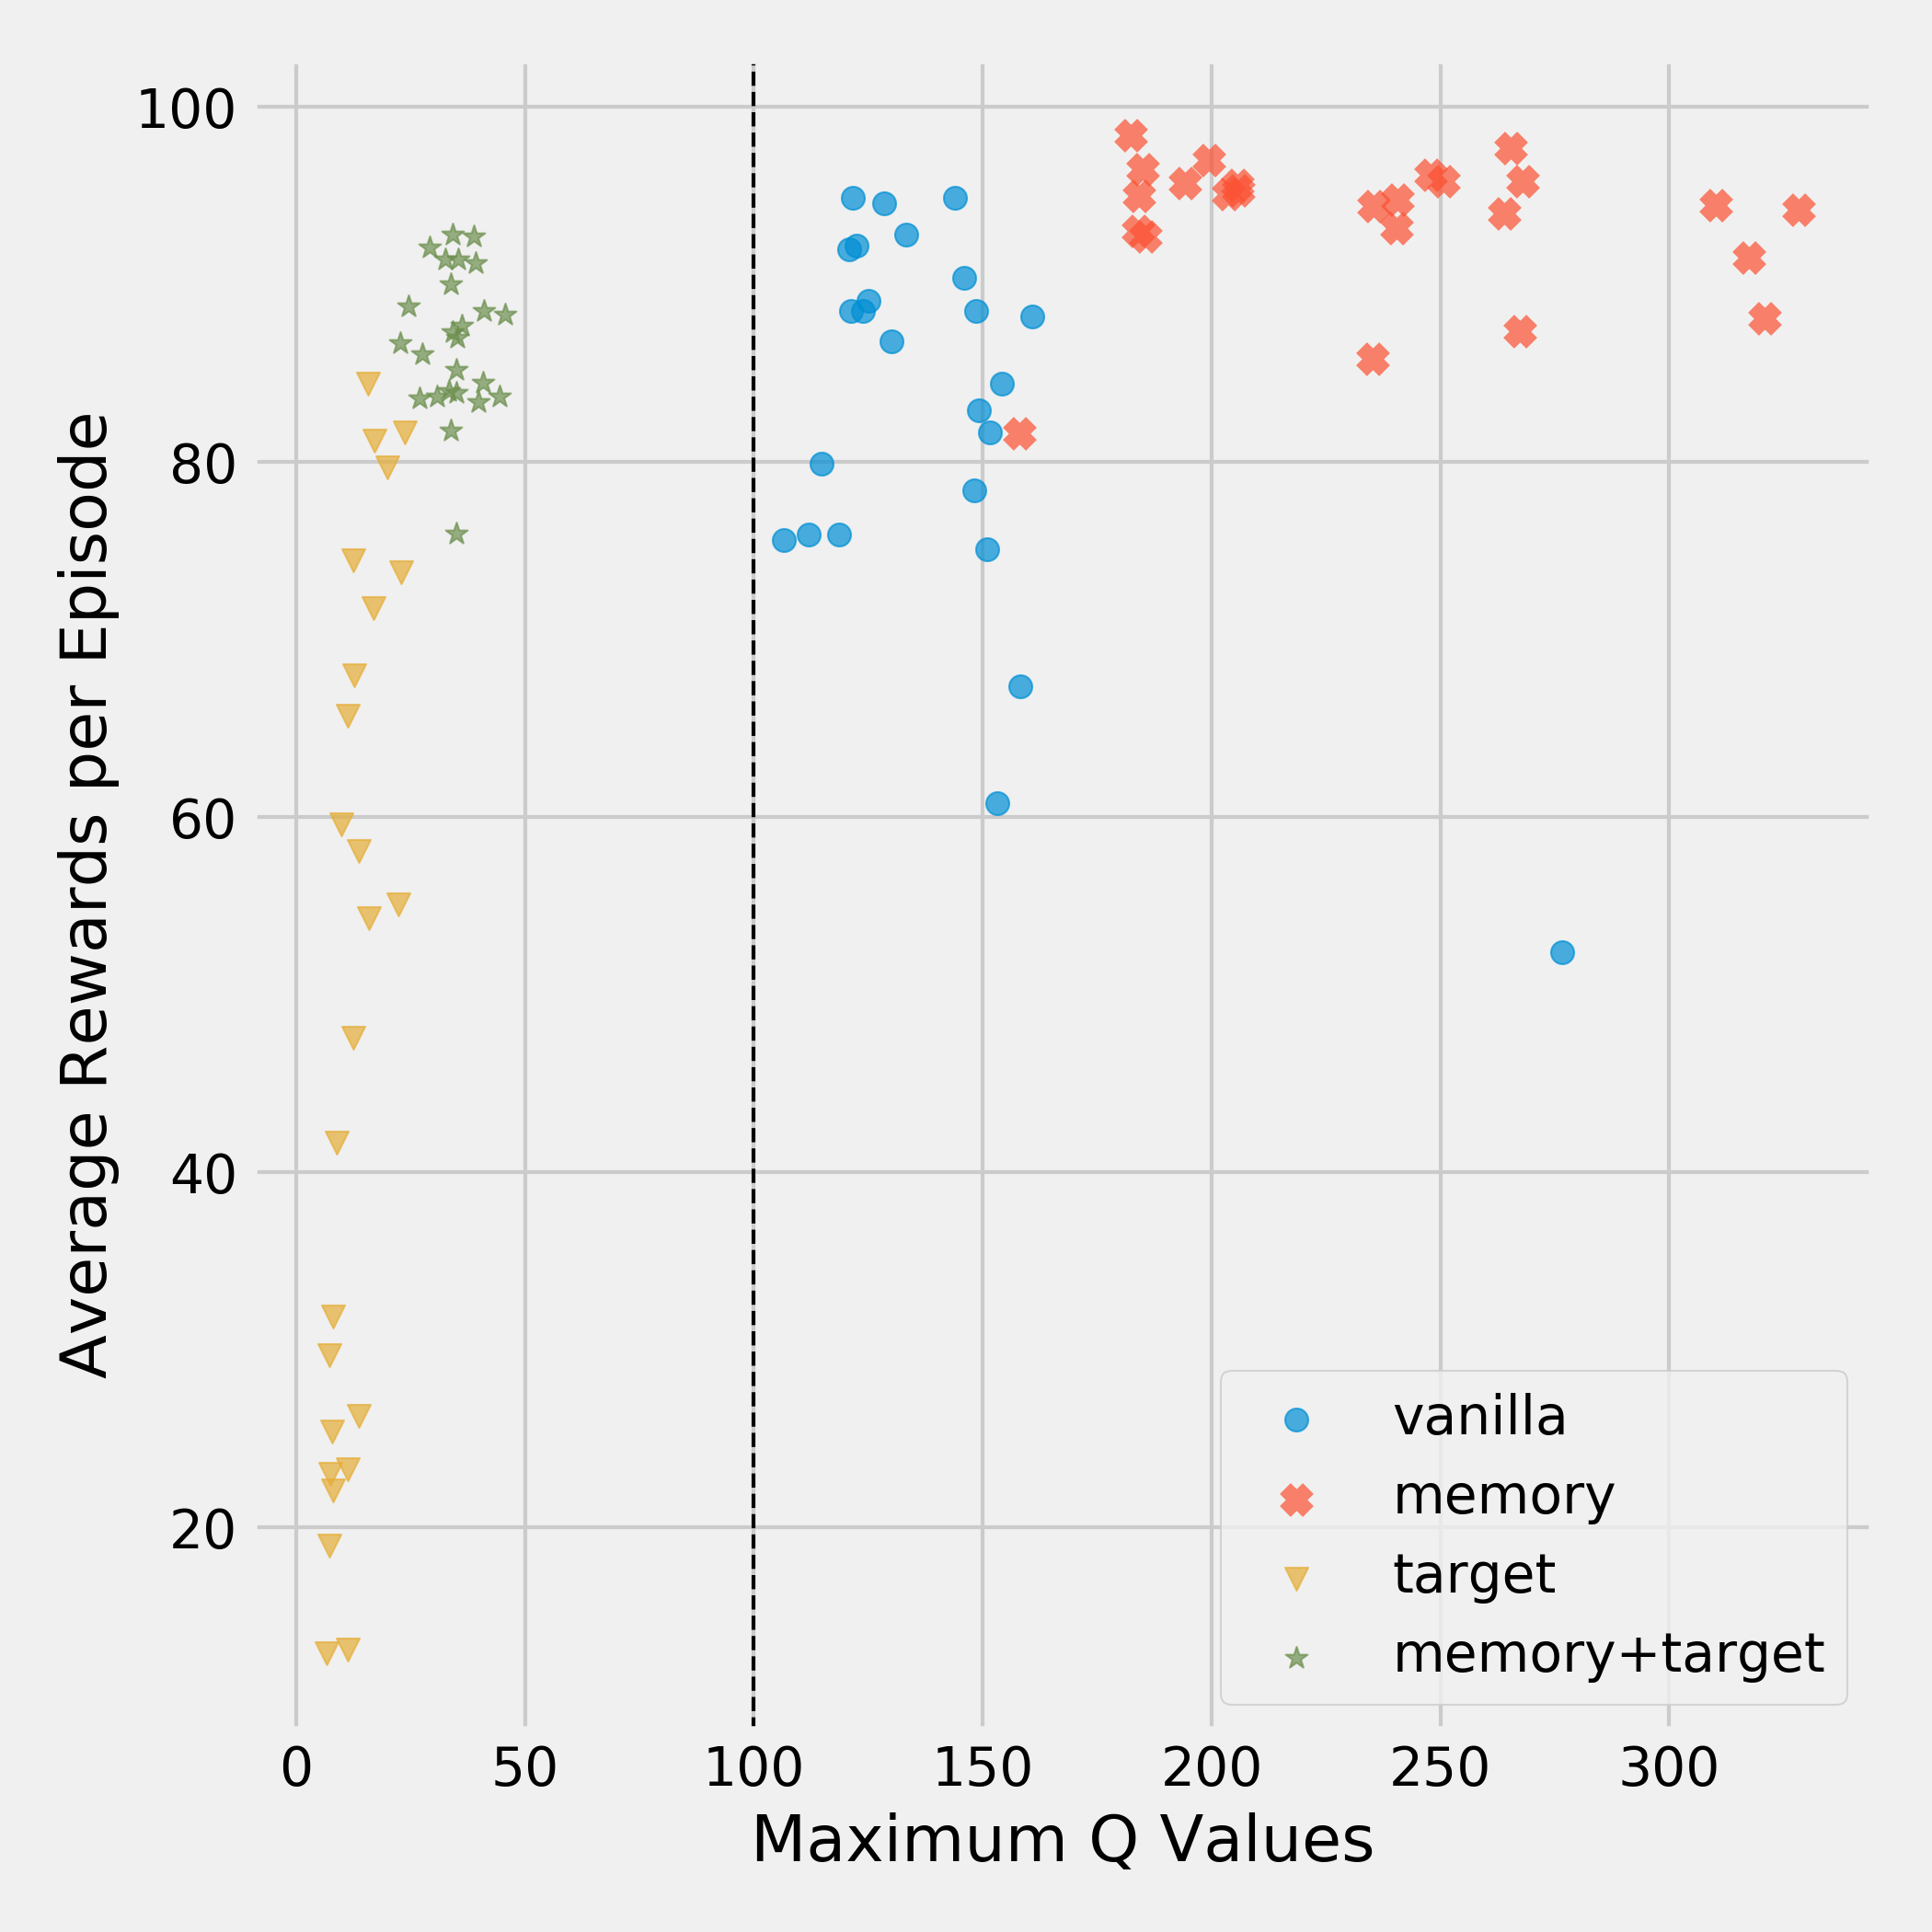 Average Rewards per Episode
100
80
60
40
20
0 50 100 150 200 250 300
Maximum Q Values
vanilla
memory
target
memory+target